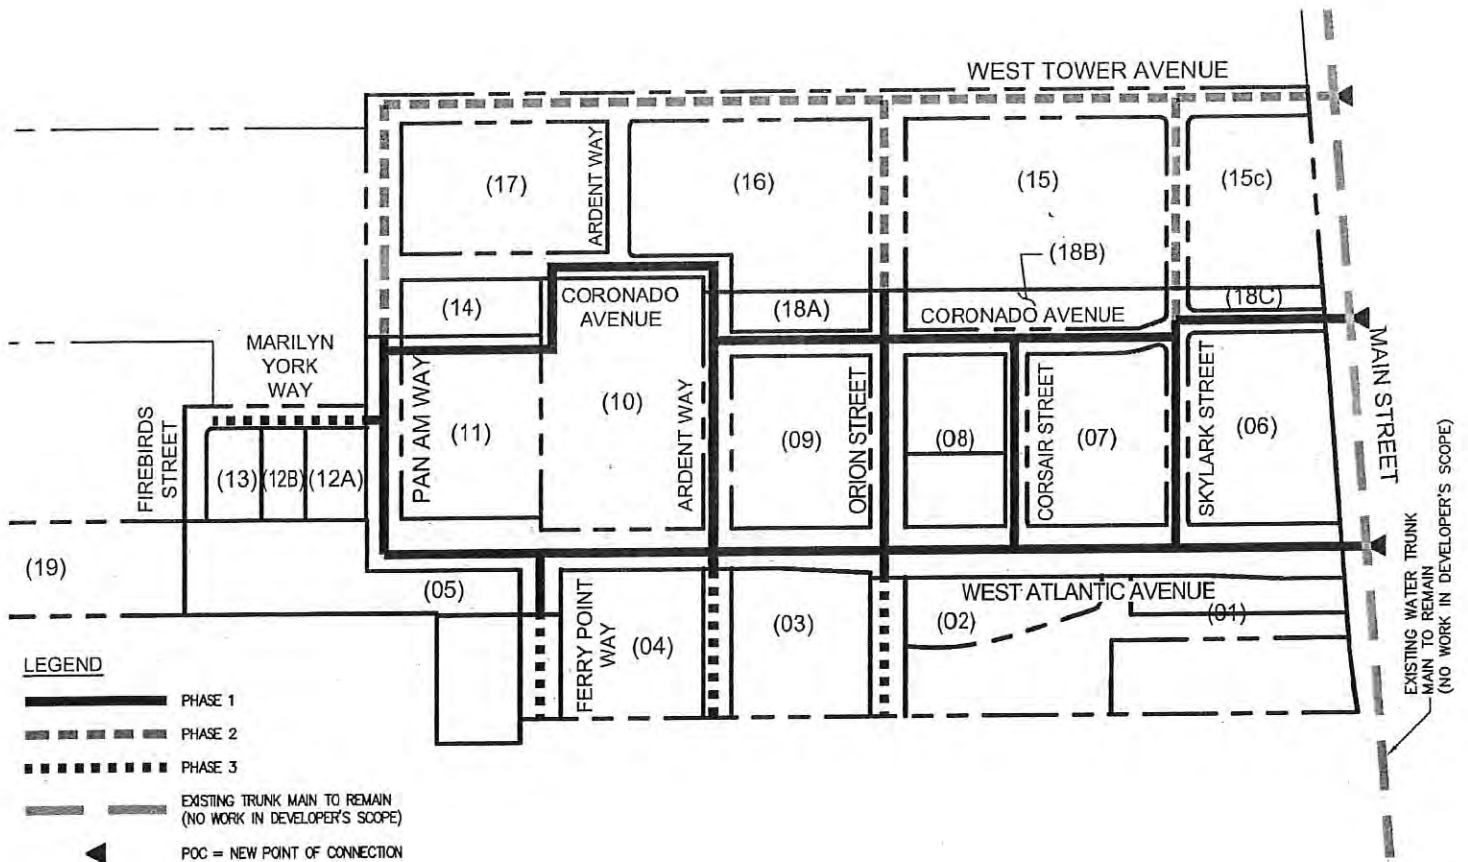 WEST TOWER AVENUE
(17)
ARDENT WAY
(16)
(15)
(15c)
(18B)
(14)
CORONADO
AVENUE
(18A)
CORONADO AVENUE
(18C)
MARILYN
YORK
WAY
MAIN STREET
FIREBIRDS
STREET
PAN AM WAY
(11)
(10)
ARDENT WAY
(09)
ORION STREET
(08)
CORSAIR STREET
(07)
SKYLARK STREET
(06)
(13)
(12B)
(12A)
(19)
(05)
FERRY POINT
WAY
(04)
(03)
WEST ATLANTIC AVENUE
(02)
(01)
EXISTING WATER TRUNK
MAIN TO REMAIN
(NO WORK IN DEVELOPER'S SCOPE)
LEGEND
PHASE 1
PHASE 2
PHASE 3
EXISTING TRUNK MAIN TO REMAIN
(NO WORK IN DEVELOPER'S SCOPE)
POC = NEW POINT OF CONNECTION